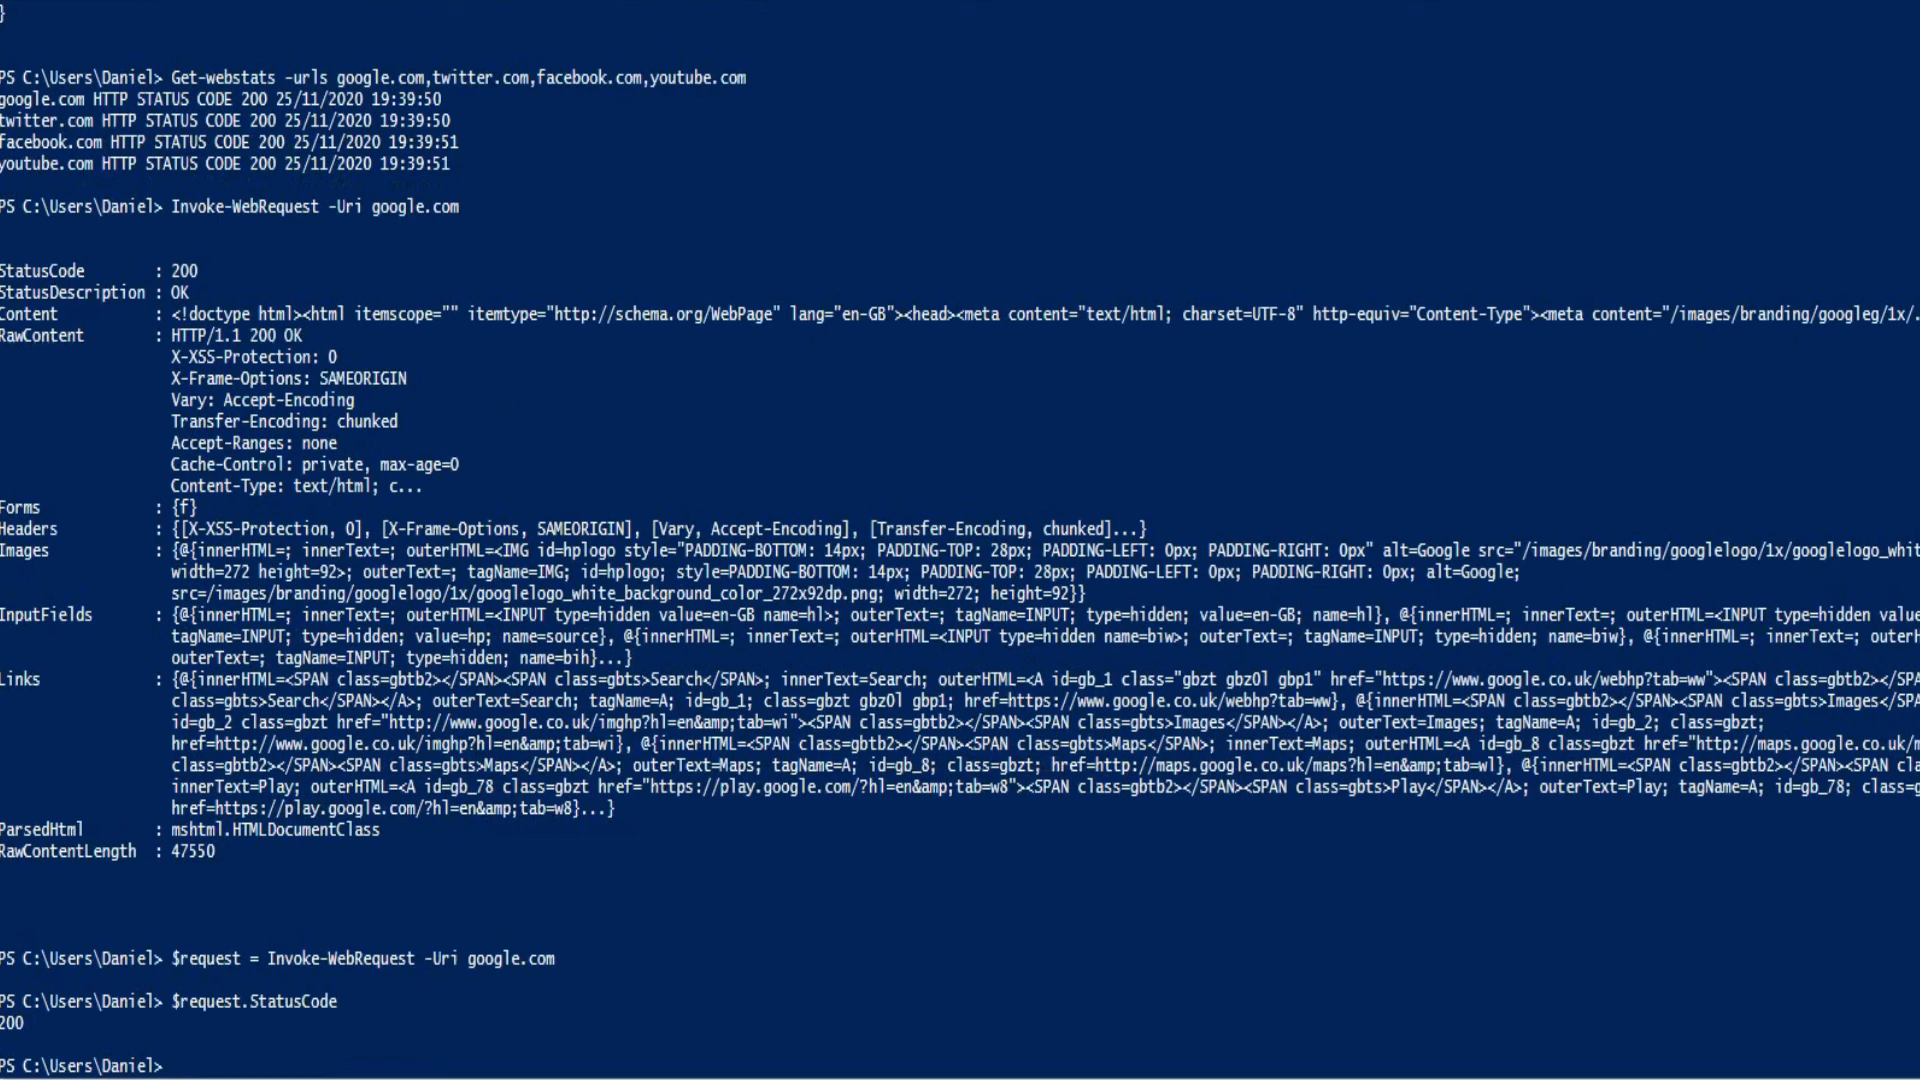 }
PS C:\Users\Daniel> Get-webstats -urls google.com,twitter.com,facebook.com,youtube.com
google.com HTTP STATUS CODE 200 25/11/2020 19:39:50
twitter.com HTTP STATUS CODE 200 25/11/2020 19:39:50
facebook.com HTTP STATUS CODE 200 25/11/2020 19:39:51
youtube.com HTTP STATUS CODE 200 25/11/2020 19:39:51
PS C:\Users\Daniel> Invoke-WebRequest -Uri google.com
StatusCode : 200
StatusDescription : OK
Content : <!doctype html><html itemscope="" itemtype="http://schema.org/WebPage" lang="en-GB"><head><meta content="text/html; charset=UTF-8" http-equiv="Content-Type"><meta content="/images/branding/googleg/1x/.
RawContent : HTTP/1.1 200 OK
X-XSS-Protection: 0
X-Frame-Options: SAMEORIGIN
Vary: Accept-Encoding
Transfer-Encoding: chunked
Accept-Ranges: none
Cache-Control: private, max-age=0
Content-Type: text/html; c...
Forms : {f}
Headers : {[X-XSS-Protection, 0], [X-Frame-Options, SAMEORIGIN], [Vary, Accept-Encoding], [Transfer-Encoding, chunked]...}
Images : {@{innerHTML=; innerText=; outerHTML=<IMG id=hplogo style="PADDING-BOTTOM: 14px; PADDING-TOP: 28px; PADDING-LEFT: 0px; PADDING-RIGHT: 0px" alt=Google src="/images/branding/googlelogo/1x/googlelogo_whit
width=272 height=92>; outerText=; tagName=IMG; id=hplogo; style=PADDING-BOTTOM: 14px; PADDING-TOP: 28px; PADDING-LEFT: 0px; PADDING-RIGHT: 0px; alt=Google;
src=/images/branding/googlelogo/1x/googlelogo_white_background_color_272x92dp.png; width=272; height=92}}
InputFields : {@{innerHTML=; innerText=; outerHTML=<INPUT type=hidden value=en-GB name=hl>; outerText=; tagName=INPUT; type=hidden; value=en-GB; name=hl}, @{innerHTML=; innerText=; outerHTML=<INPUT type=hidden value
tagName=INPUT; type=hidden; value=hp; name=source}, @{innerHTML=; innerText=; outerHTML=<INPUT type=hidden name=biw>; outerText=; tagName=INPUT; type=hidden; name=biw}, @{innerHTML=; innerText=; outerH
outerText=; tagName=INPUT; type=hidden; name=bih}...}
Links : {@{innerHTML=<SPAN class=gbtb2></SPAN><SPAN class=gbts>Search</SPAN>; innerText=Search; outerHTML=<A id=gb_1 class="gbzt gbz0l gbp1" href="https://www.google.co.uk/webhp?tab=ww"><SPAN class=gbtb2></SPA
class=gbts>Search</SPAN></A>; outerText=Search; tagName=A; id=gb_1; class=gbzt gbz0l gbp1; href=https://www.google.co.uk/webhp?tab=ww}, @{innerHTML=<SPAN class=gbtb2></SPAN><SPAN class=gbts>Images</SPA
id=gb_2 class=gbzt href="http://www.google.co.uk/imghp?hl=en&amp;tab=wi"><SPAN class=gbtb2></SPAN><SPAN class=gbts>Images</SPAN></A>; outerText=Images; tagName=A; id=gb_2; class=gbzt;
href=http://www.google.co.uk/imghp?hl=en&amp;tab=wi}, @{innerHTML=<SPAN class=gbtb2></SPAN><SPAN class=gbts>Maps</SPAN>; innerText=Maps; outerHTML=<A id=gb_8 class=gbzt href="http://maps.google.co.uk/m
class=gbtb2></SPAN><SPAN class=gbts>Maps</SPAN></A>; outerText=Maps; tagName=A; id=gb_8; class=gbzt; href=http://maps.google.co.uk/maps?hl=en&amp;tab=wl}, @{innerHTML=<SPAN class=gbtb2></SPAN><SPAN cla
innerText=Play; outerHTML=<A id=gb_78 class=gbzt href="https://play.google.com/?hl=en&amp;tab=w8"><SPAN class=gbtb2></SPAN><SPAN class=gbts>Play</SPAN></A>; outerText=Play; tagName=A; id=gb_78; class=g
href=https://play.google.com/?hl=en&amp;tab=w8}...}
ParsedHtml : mshtml.HTMLDocumentClass
RawContentLength : 47550
PS C:\Users\Daniel> $request = Invoke-WebRequest -Uri google.com
PS C:\Users\Daniel> $request.StatusCode
200
PS C:\Users\Daniel>